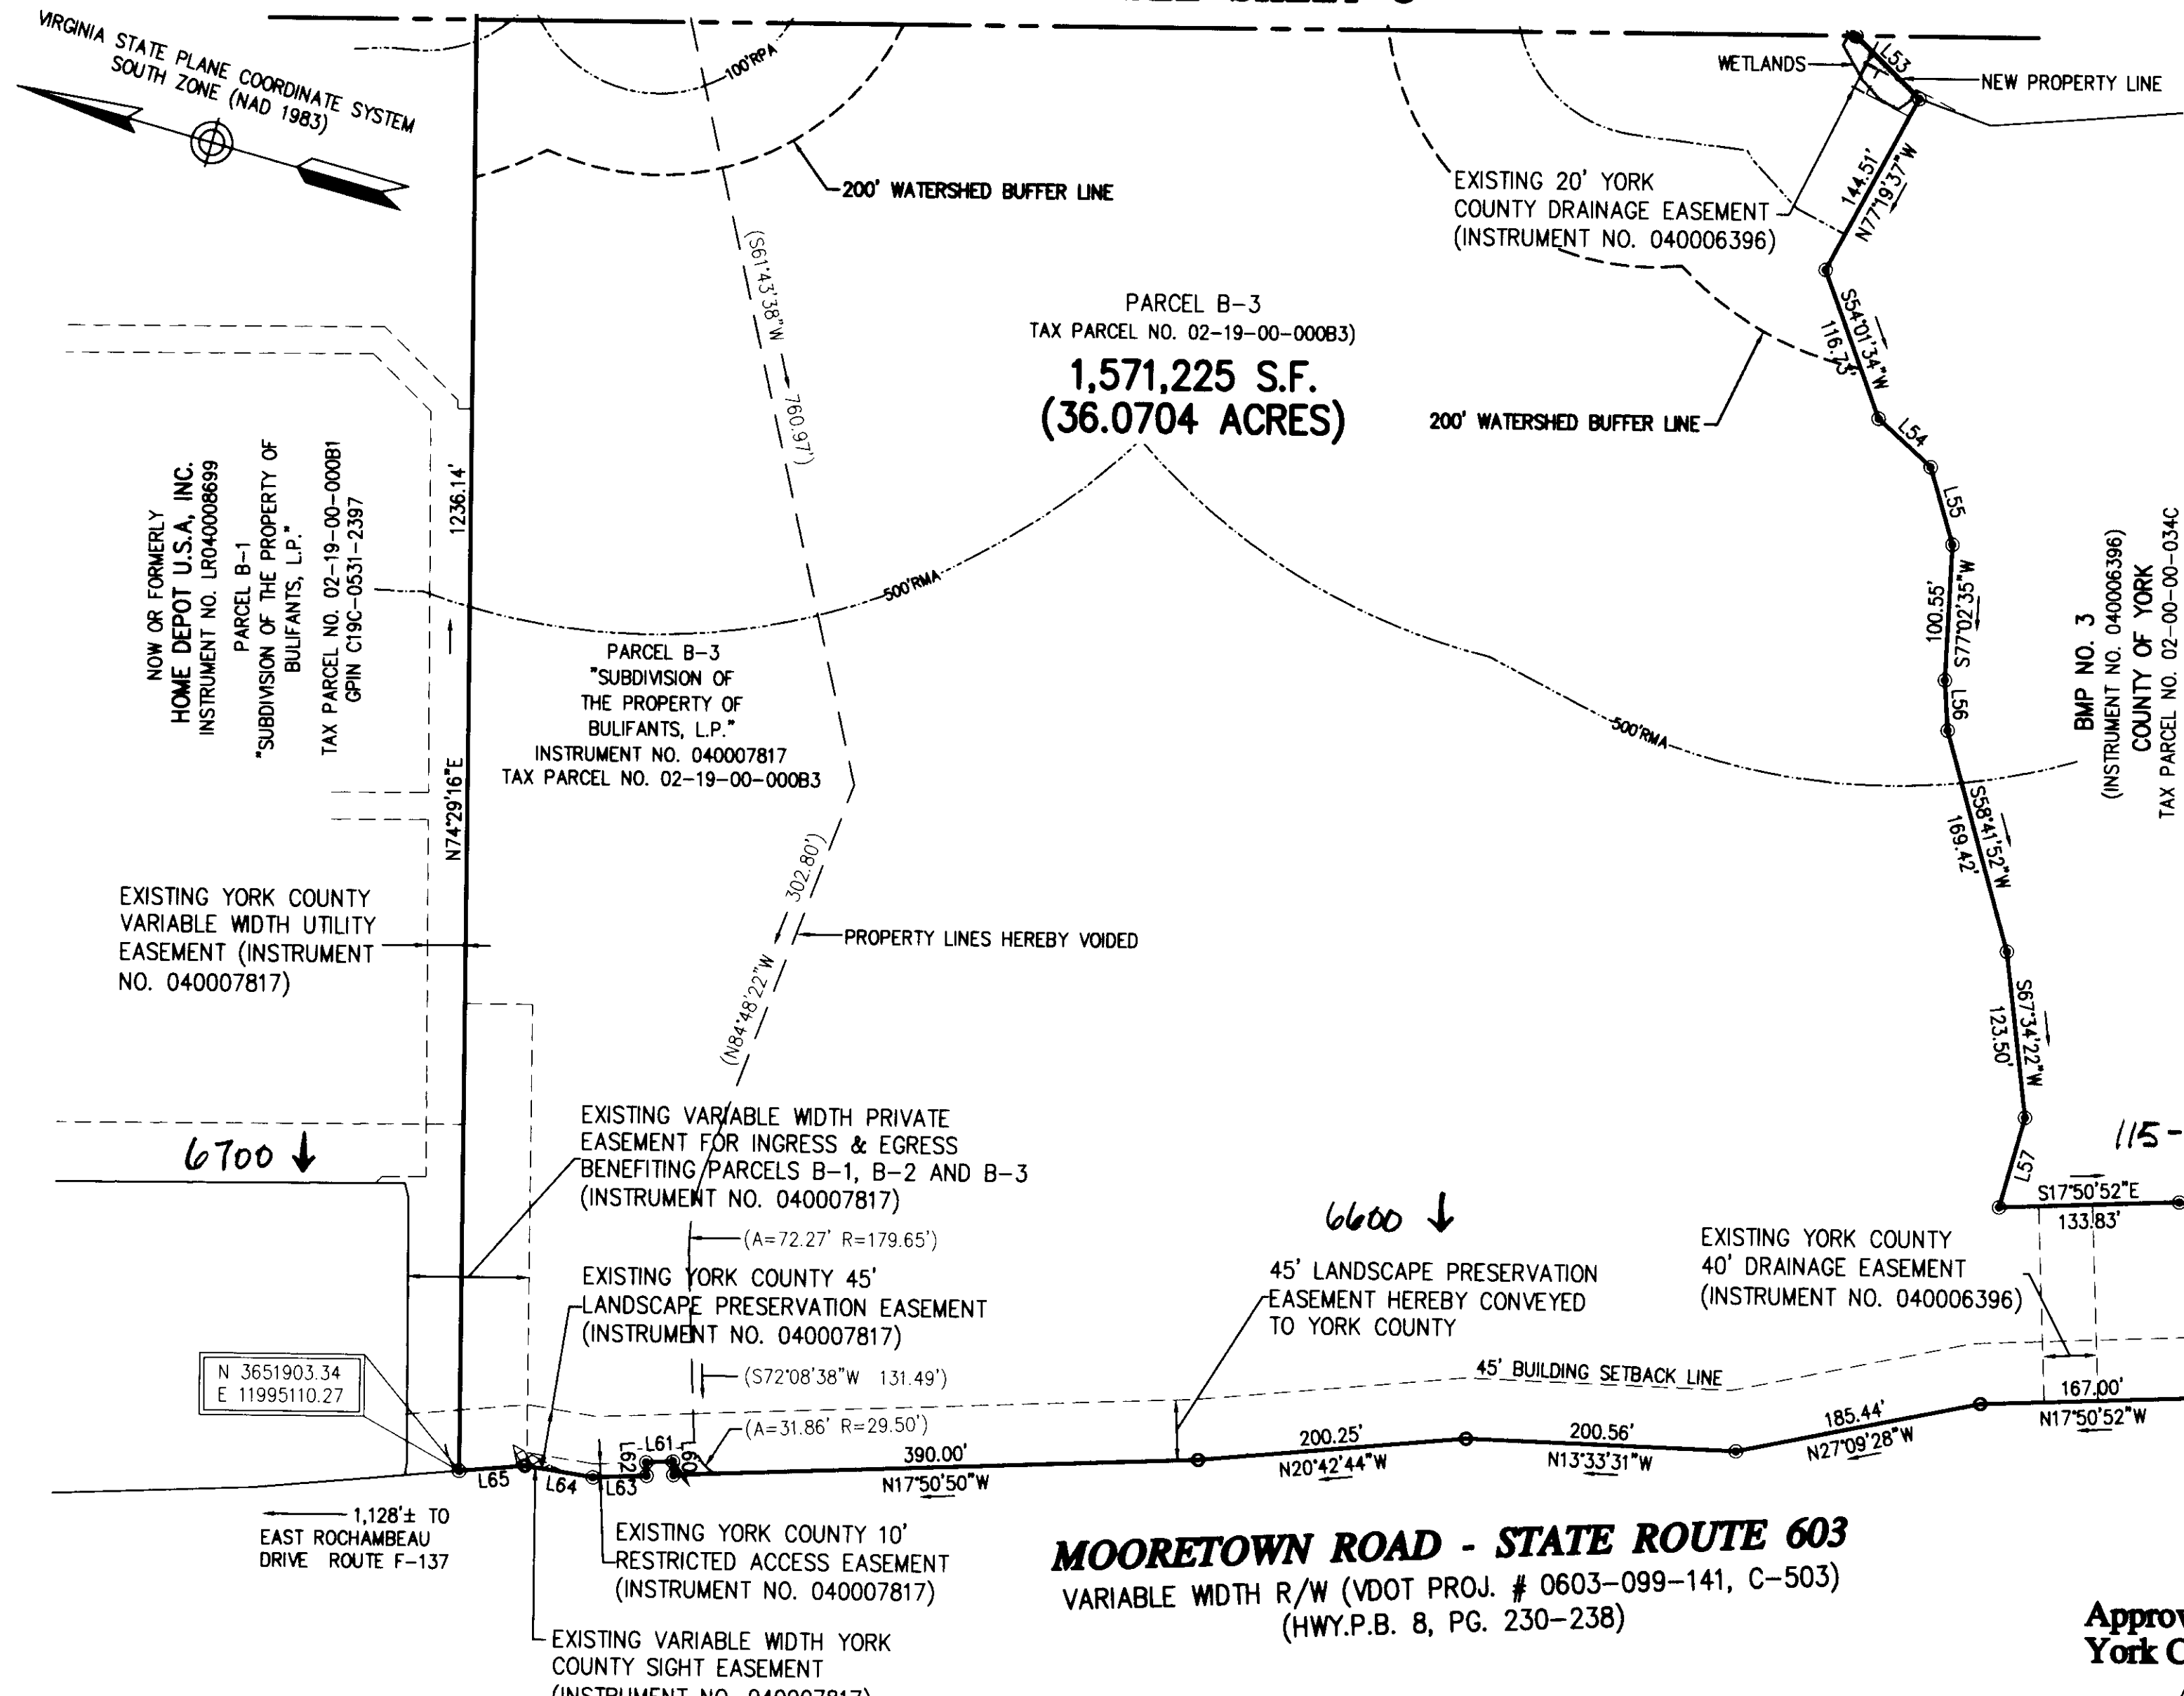 VIRGINIA STATE PLANE COORDINATE SYSTEM
SOUTH ZONE (NAD 1983)
100'RPA
200' WATERSHED BUFFER LINE
(S61°43'38"W
760.97')
WETLANDS
L53
NEW PROPERTY LINE
EXISTING 20' YORK
COUNTY DRAINAGE EASEMENT
(INSTRUMENT NO. 040006396)
144.51'
N77°19'37"W
PARCEL B-3
TAX PARCEL NO. 02-19-00-000B3)
1,571,225 S.F.
(36.0704 ACRES)
S54°01'34"W
116.73'
200' WATERSHED BUFFER LINE
L54
L55
NOW OR FORMERLY
HOME DEPOT U.S.A, INC.
INSTRUMENT NO. LR040008699
PARCEL B-1
"SUBDIVISION OF THE PROPERTY OF
BULIFANTS, L.P."
TAX PARCEL NO. 02-19-00-000B1
GPIN C19C-0531-2397
1236.14'
N74°29'16"E
500'RMA
PARCEL B-3
"SUBDIVISION OF
THE PROPERTY OF
BULIFANTS, L.P."
INSTRUMENT NO. 040007817
TAX PARCEL NO. 02-19-00-000B3
500'RMA
100.55'
S77°02'35"W
L56
BMP NO. 3
(INSTRUMENT NO. 040006396)
COUNTY OF YORK
TAX PARCEL NO. 02-00-00-034C
S58°41'52"W
169.42'
EXISTING YORK COUNTY
VARIABLE WIDTH UTILITY
EASEMENT (INSTRUMENT
NO. 040007817)
302.80')
(N84°48'22"W
PROPERTY LINES HEREBY VOIDED
S67°34'22"W
123.50'
L57
115-
6700 ↓
EXISTING VARIABLE WIDTH PRIVATE
EASEMENT FOR INGRESS & EGRESS
BENEFITING PARCELS B-1, B-2 AND B-3
(INSTRUMENT NO. 040007817)
(A=72.27' R=179.65')
6600 ↓
S17°50'52"E
133.83'
EXISTING YORK COUNTY
40' DRAINAGE EASEMENT
(INSTRUMENT NO. 040006396)
EXISTING YORK COUNTY 45'
LANDSCAPE PRESERVATION EASEMENT
(INSTRUMENT NO. 040007817)
45' LANDSCAPE PRESERVATION
EASEMENT HEREBY CONVEYED
TO YORK COUNTY
N 3651903.34
E 11995110.27
(S72°08'38"W 131.49')
45' BUILDING SETBACK LINE
(A=31.86' R=29.50')
L65
L64
L63
L62
L61
L60
390.00'
N17°50'50"W
200.25'
N20°42'44"W
200.56'
N13°33'31"W
185.44'
N27°09'28"W
167.00'
N17°50'52"W
1,128'± TO
EAST ROCHAMBEAU
DRIVE ROUTE F-137
EXISTING YORK COUNTY 10'
RESTRICTED ACCESS EASEMENT
(INSTRUMENT NO. 040007817)
MOORETOWN ROAD - STATE ROUTE 603
VARIABLE WIDTH R/W (VDOT PROJ. # 0603-099-141, C-503)
(HWY.P.B. 8, PG. 230-238)
EXISTING VARIABLE WIDTH YORK
COUNTY SIGHT EASEMENT
(INSTRUMENT NO. 040007817)
Approv
York C